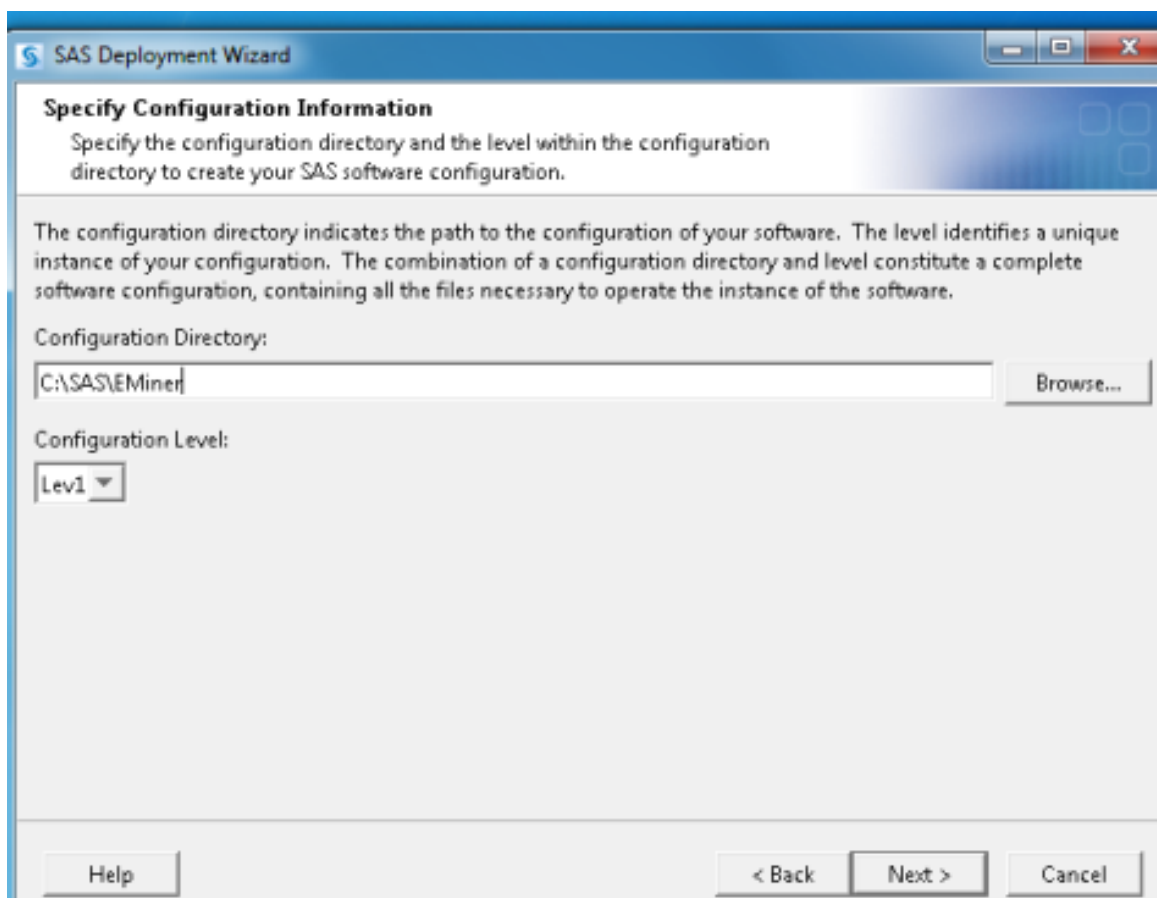 SAS Deployment Wizard
Specify Configuration Information
Specify the configuration directory and the level within the configuration
directory to create your SAS software configuration.
The configuration directory indicates the path to the configuration of your software. The level identifies a unique
instance of your configuration. The combination of a configuration directory and level constitute a complete
software configuration, containing all the files necessary to operate the instance of the software.
Configuration Directory:
C:\SAS\EMiner
Browse...
Configuration Level:
Lev1
Help
< Back
Next >
Cancel